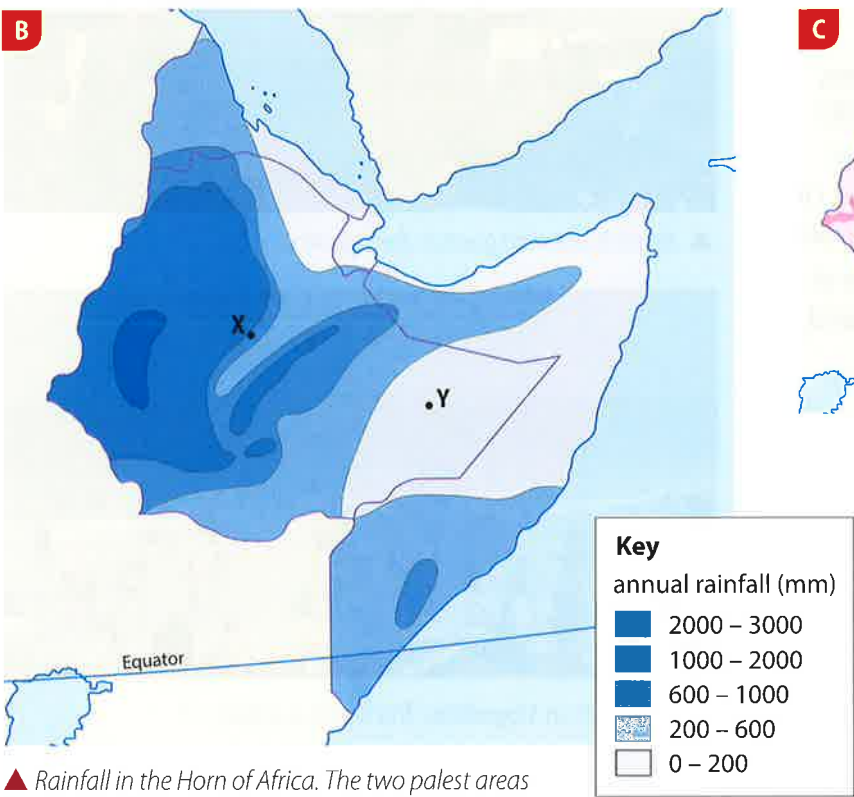 B
C
X
Y
Equator
Key
annual rainfall (mm)
2000 – 3000
1000 – 2000
600 – 1000
200 – 600
0 – 200
▲ Rainfall in the Horn of Africa. The two palest areas